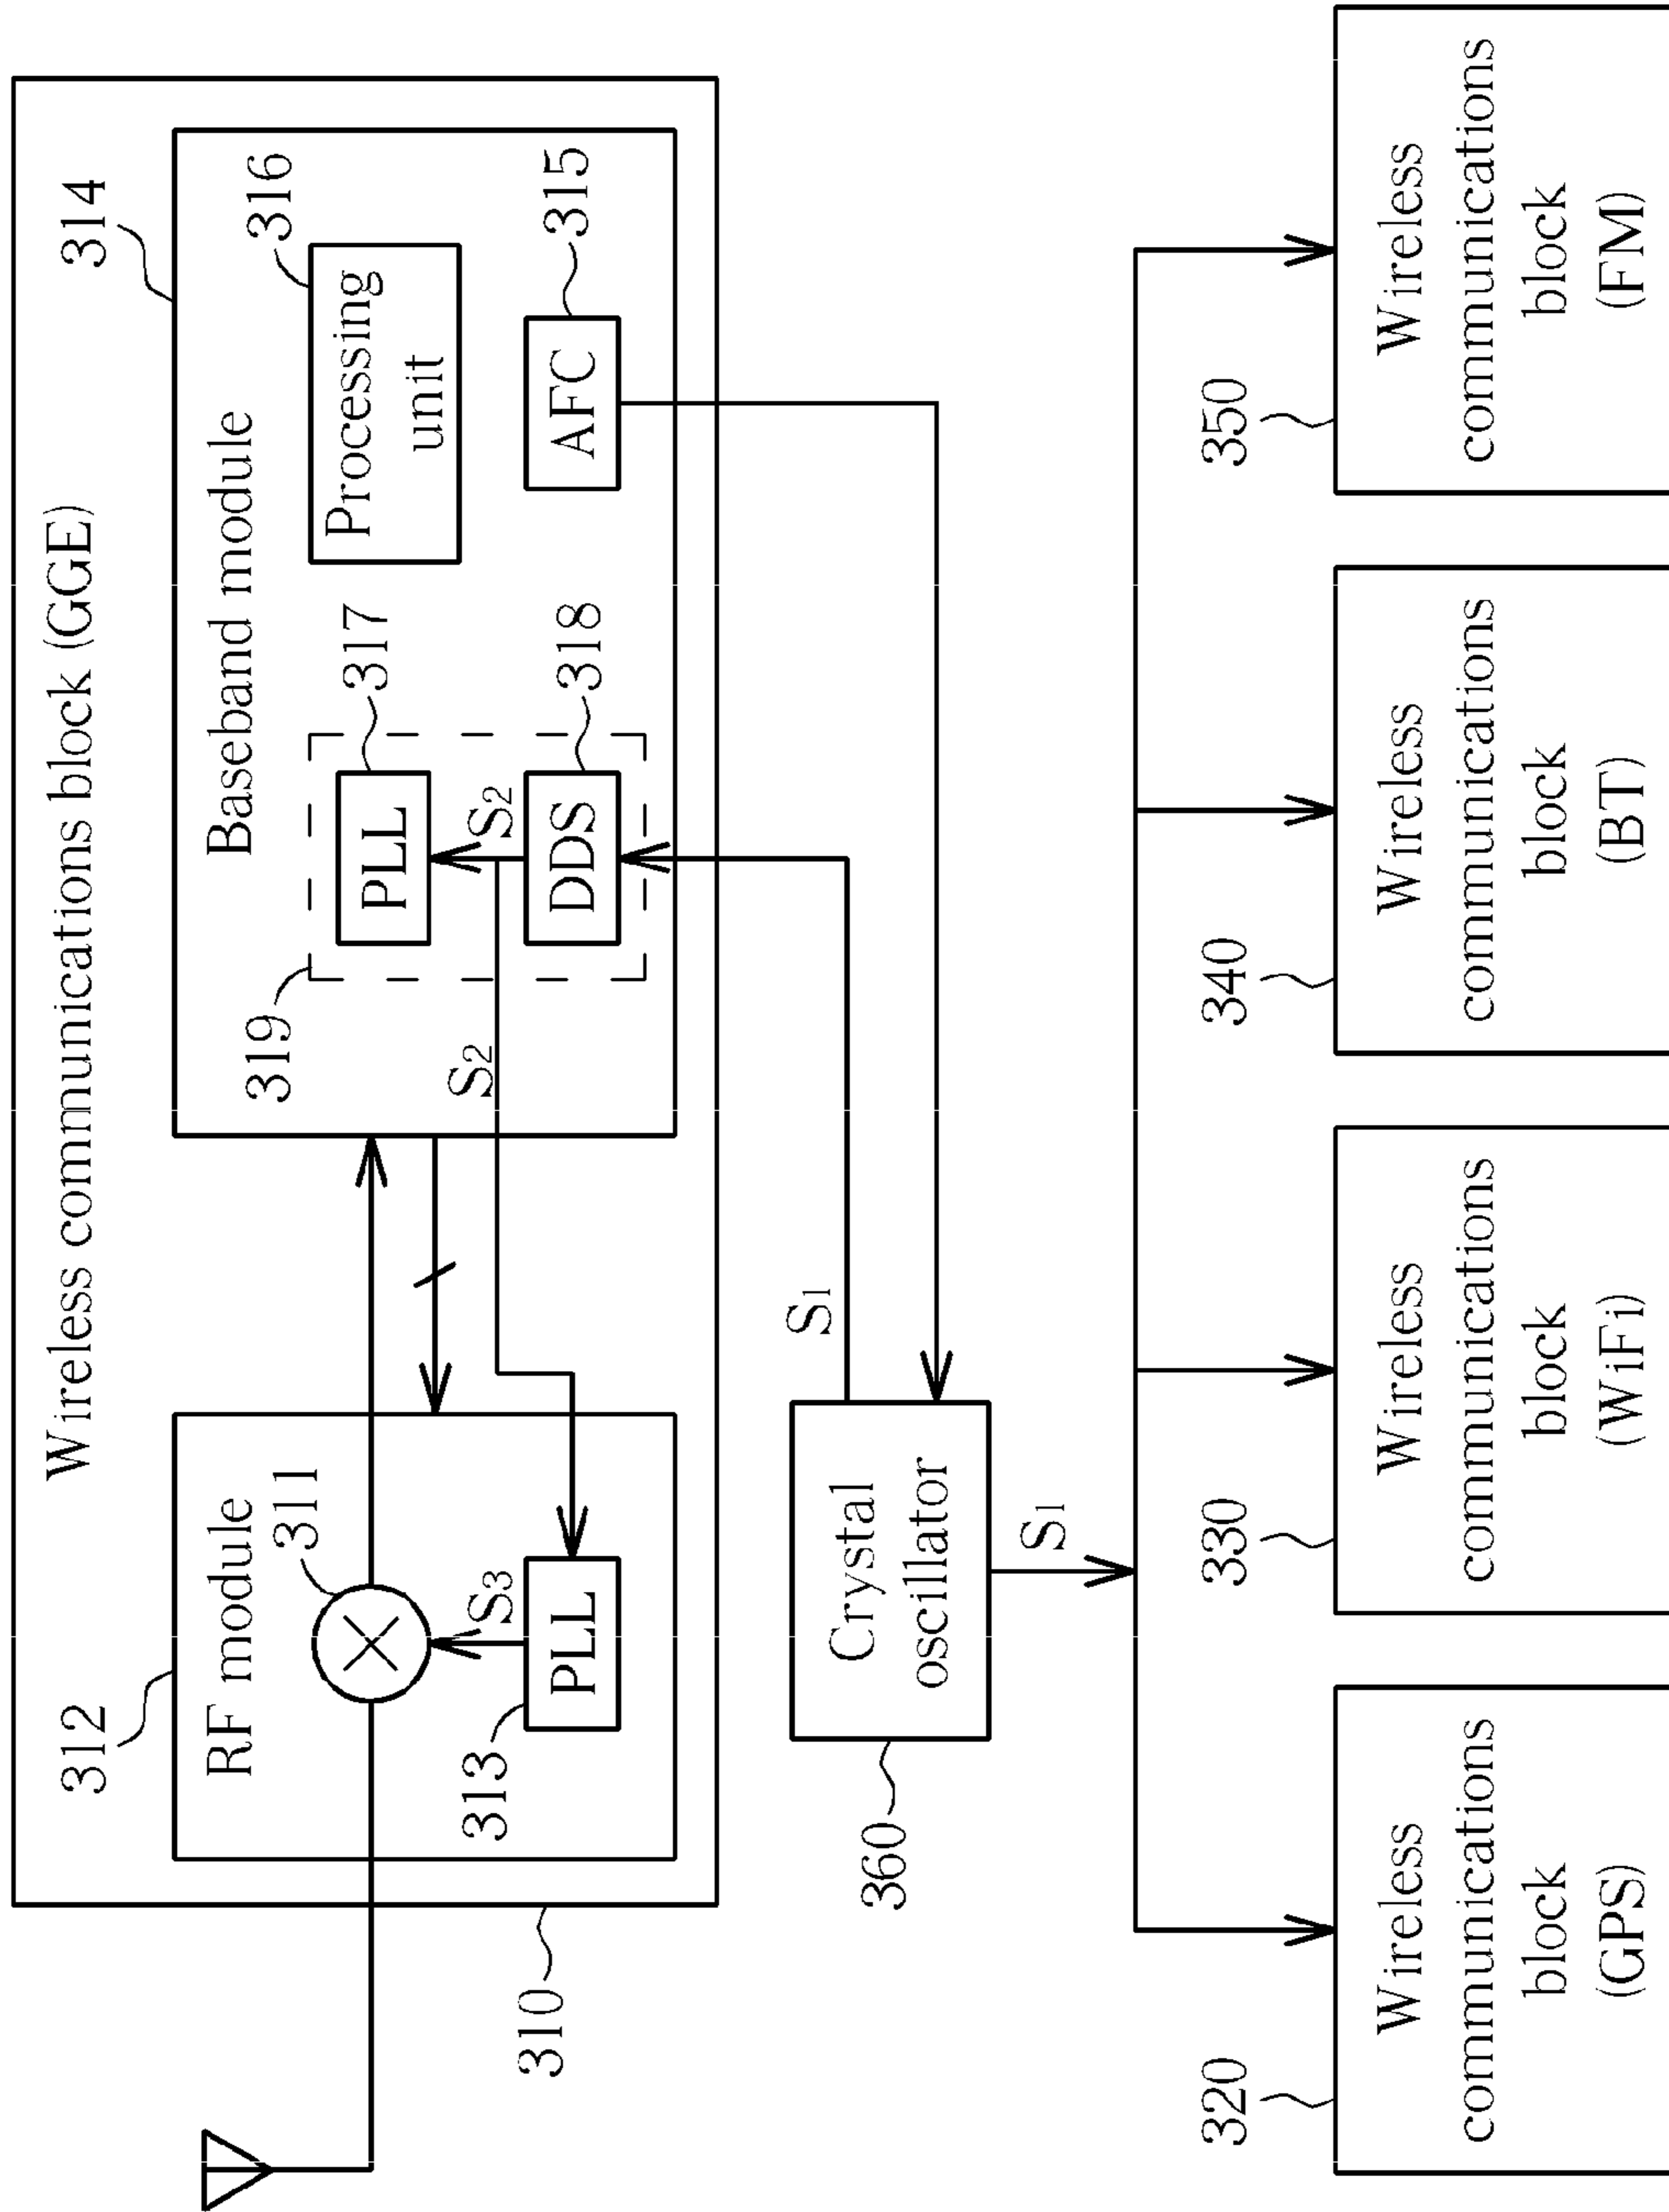 Wireless communications block (GGE)
312
RF module
311
S3
313
PLL
314
Baseband module
316
Processing
unit
315
AFC
317
PLL
S2
318
DDS
319
S2
310
S1
Crystal
oscillator
360
S1
320
Wireless
communications
block
(GPS)
330
Wireless
communications
block
(WiFi)
340
Wireless
communications
block
(BT)
350
Wireless
communications
block
(FM)